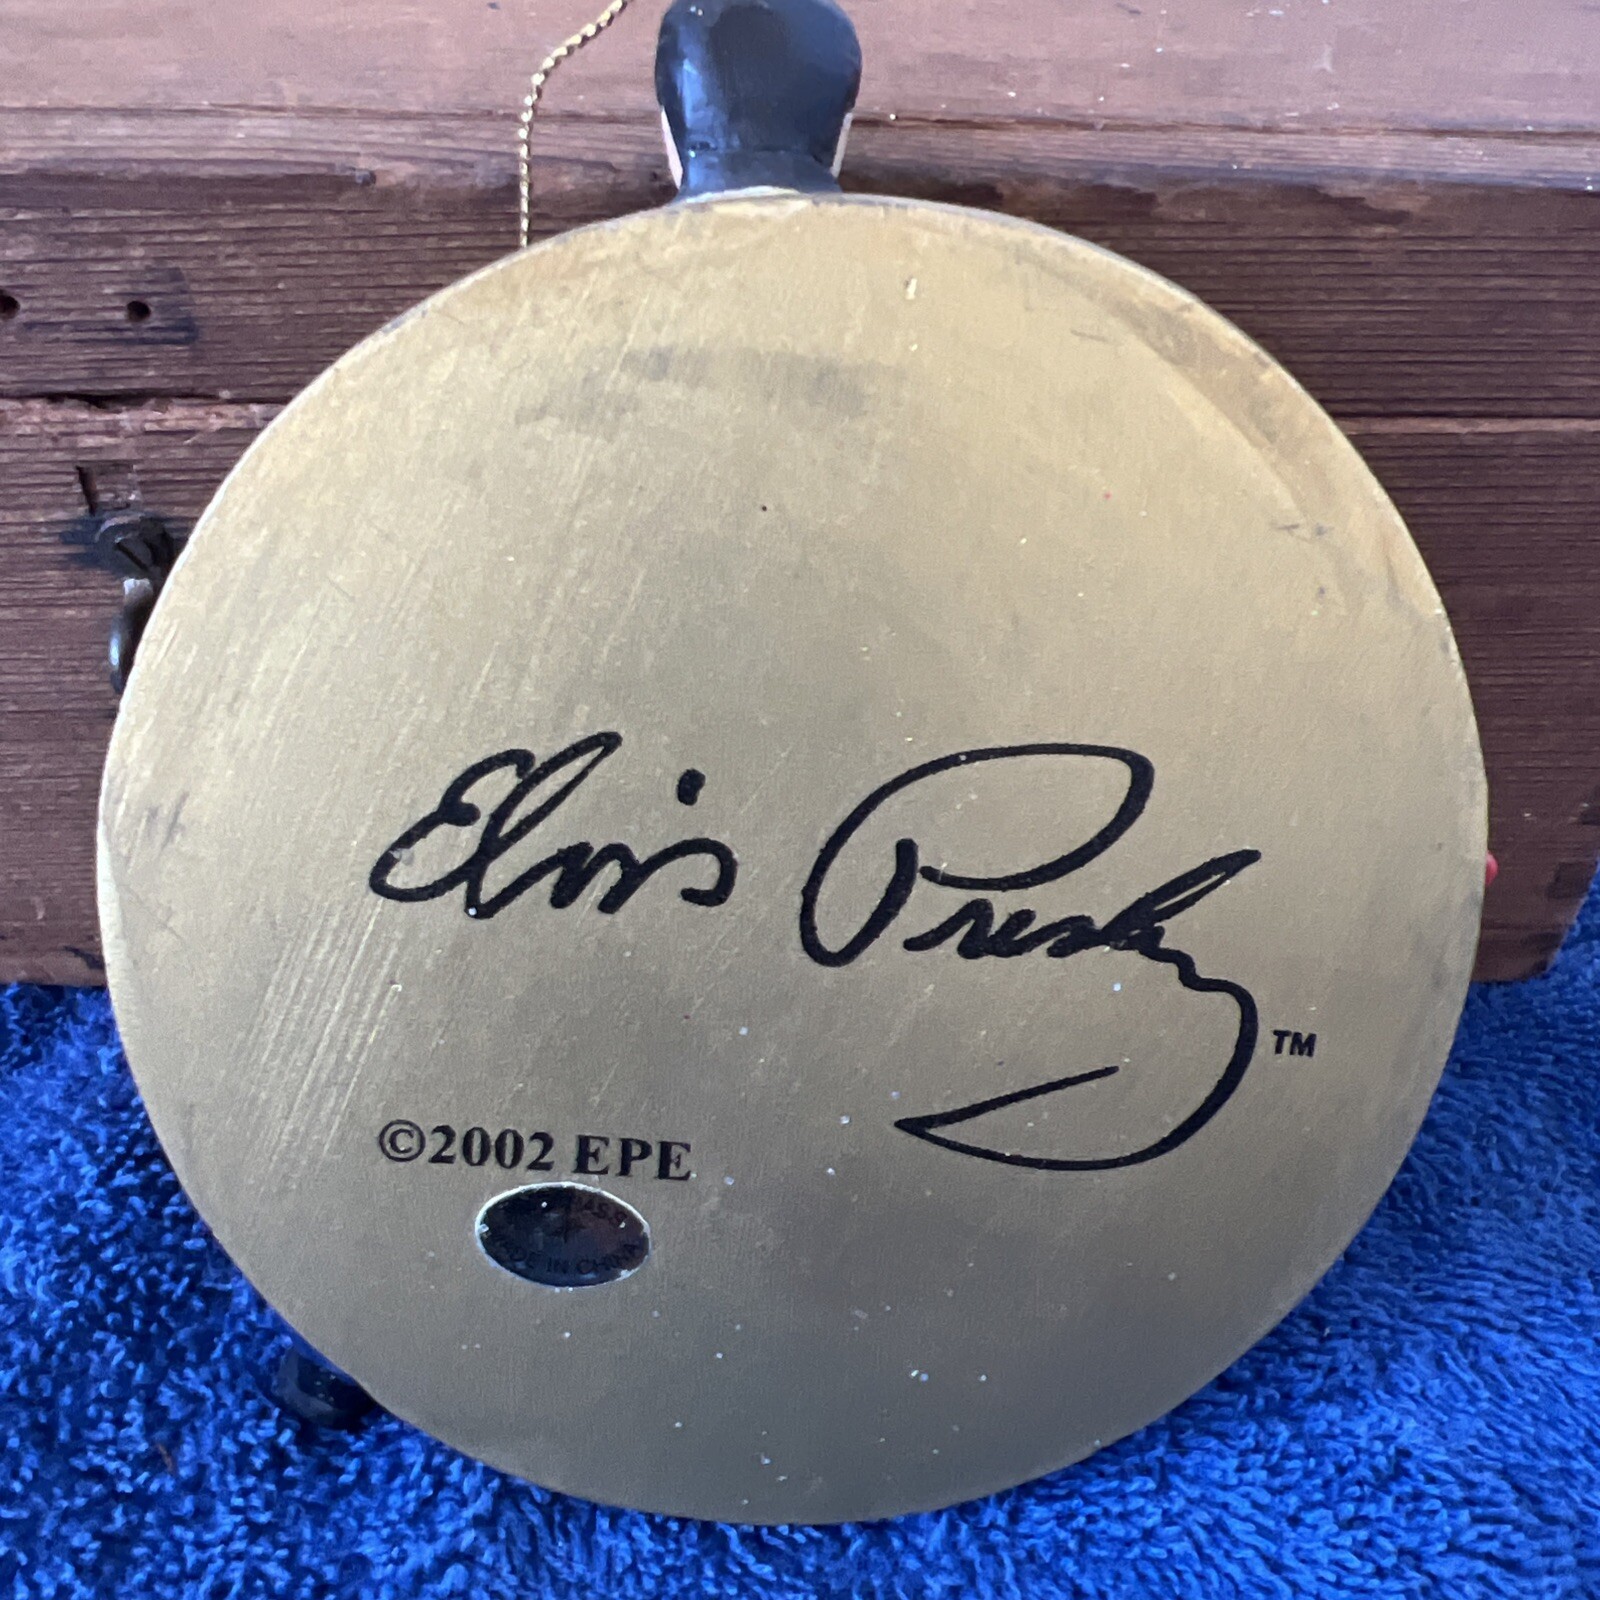 Elvis Presley
TM
©2002 EPE
MADE IN CHINA